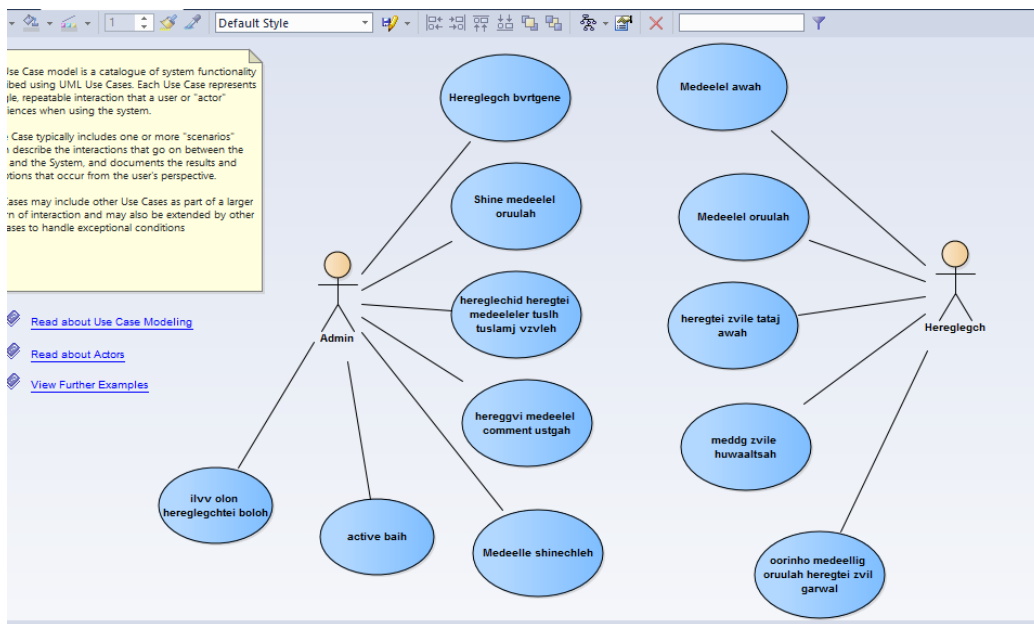 1
Default Style
Use Case model is a catalogue of system functionality
ribed using UML Use Cases. Each Use Case represents
gle, repeatable interaction that a user or "actor"
iences when using the system.
e Case typically includes one or more "scenarios"
h describe the interactions that go on between the
and the System, and documents the results and
ptions that occur from the user's perspective.
Cases may include other Use Cases as part of a larger
rn of interaction and may also be extended by other
ases to handle exceptional conditions
Read about Use Case Modeling
Read about Actors
View Further Examples
Admin
Hereglegch bvrtgene
Shine medeelel
oruulah
hereglechid heregtei
medeeleler tuslh
tuslamj vzvleh
hereggvi medeelel
comment ustgah
Medeelle shinechleh
active baih
ilvv olon
hereglegchtei boloh
Medeelel awah
Medeelel oruulah
heregtei zvile tataj
awah
meddg zvile
huwaaltsah
oorinho medeellig
oruulah heregtei zvil
garwal
Hereglegch